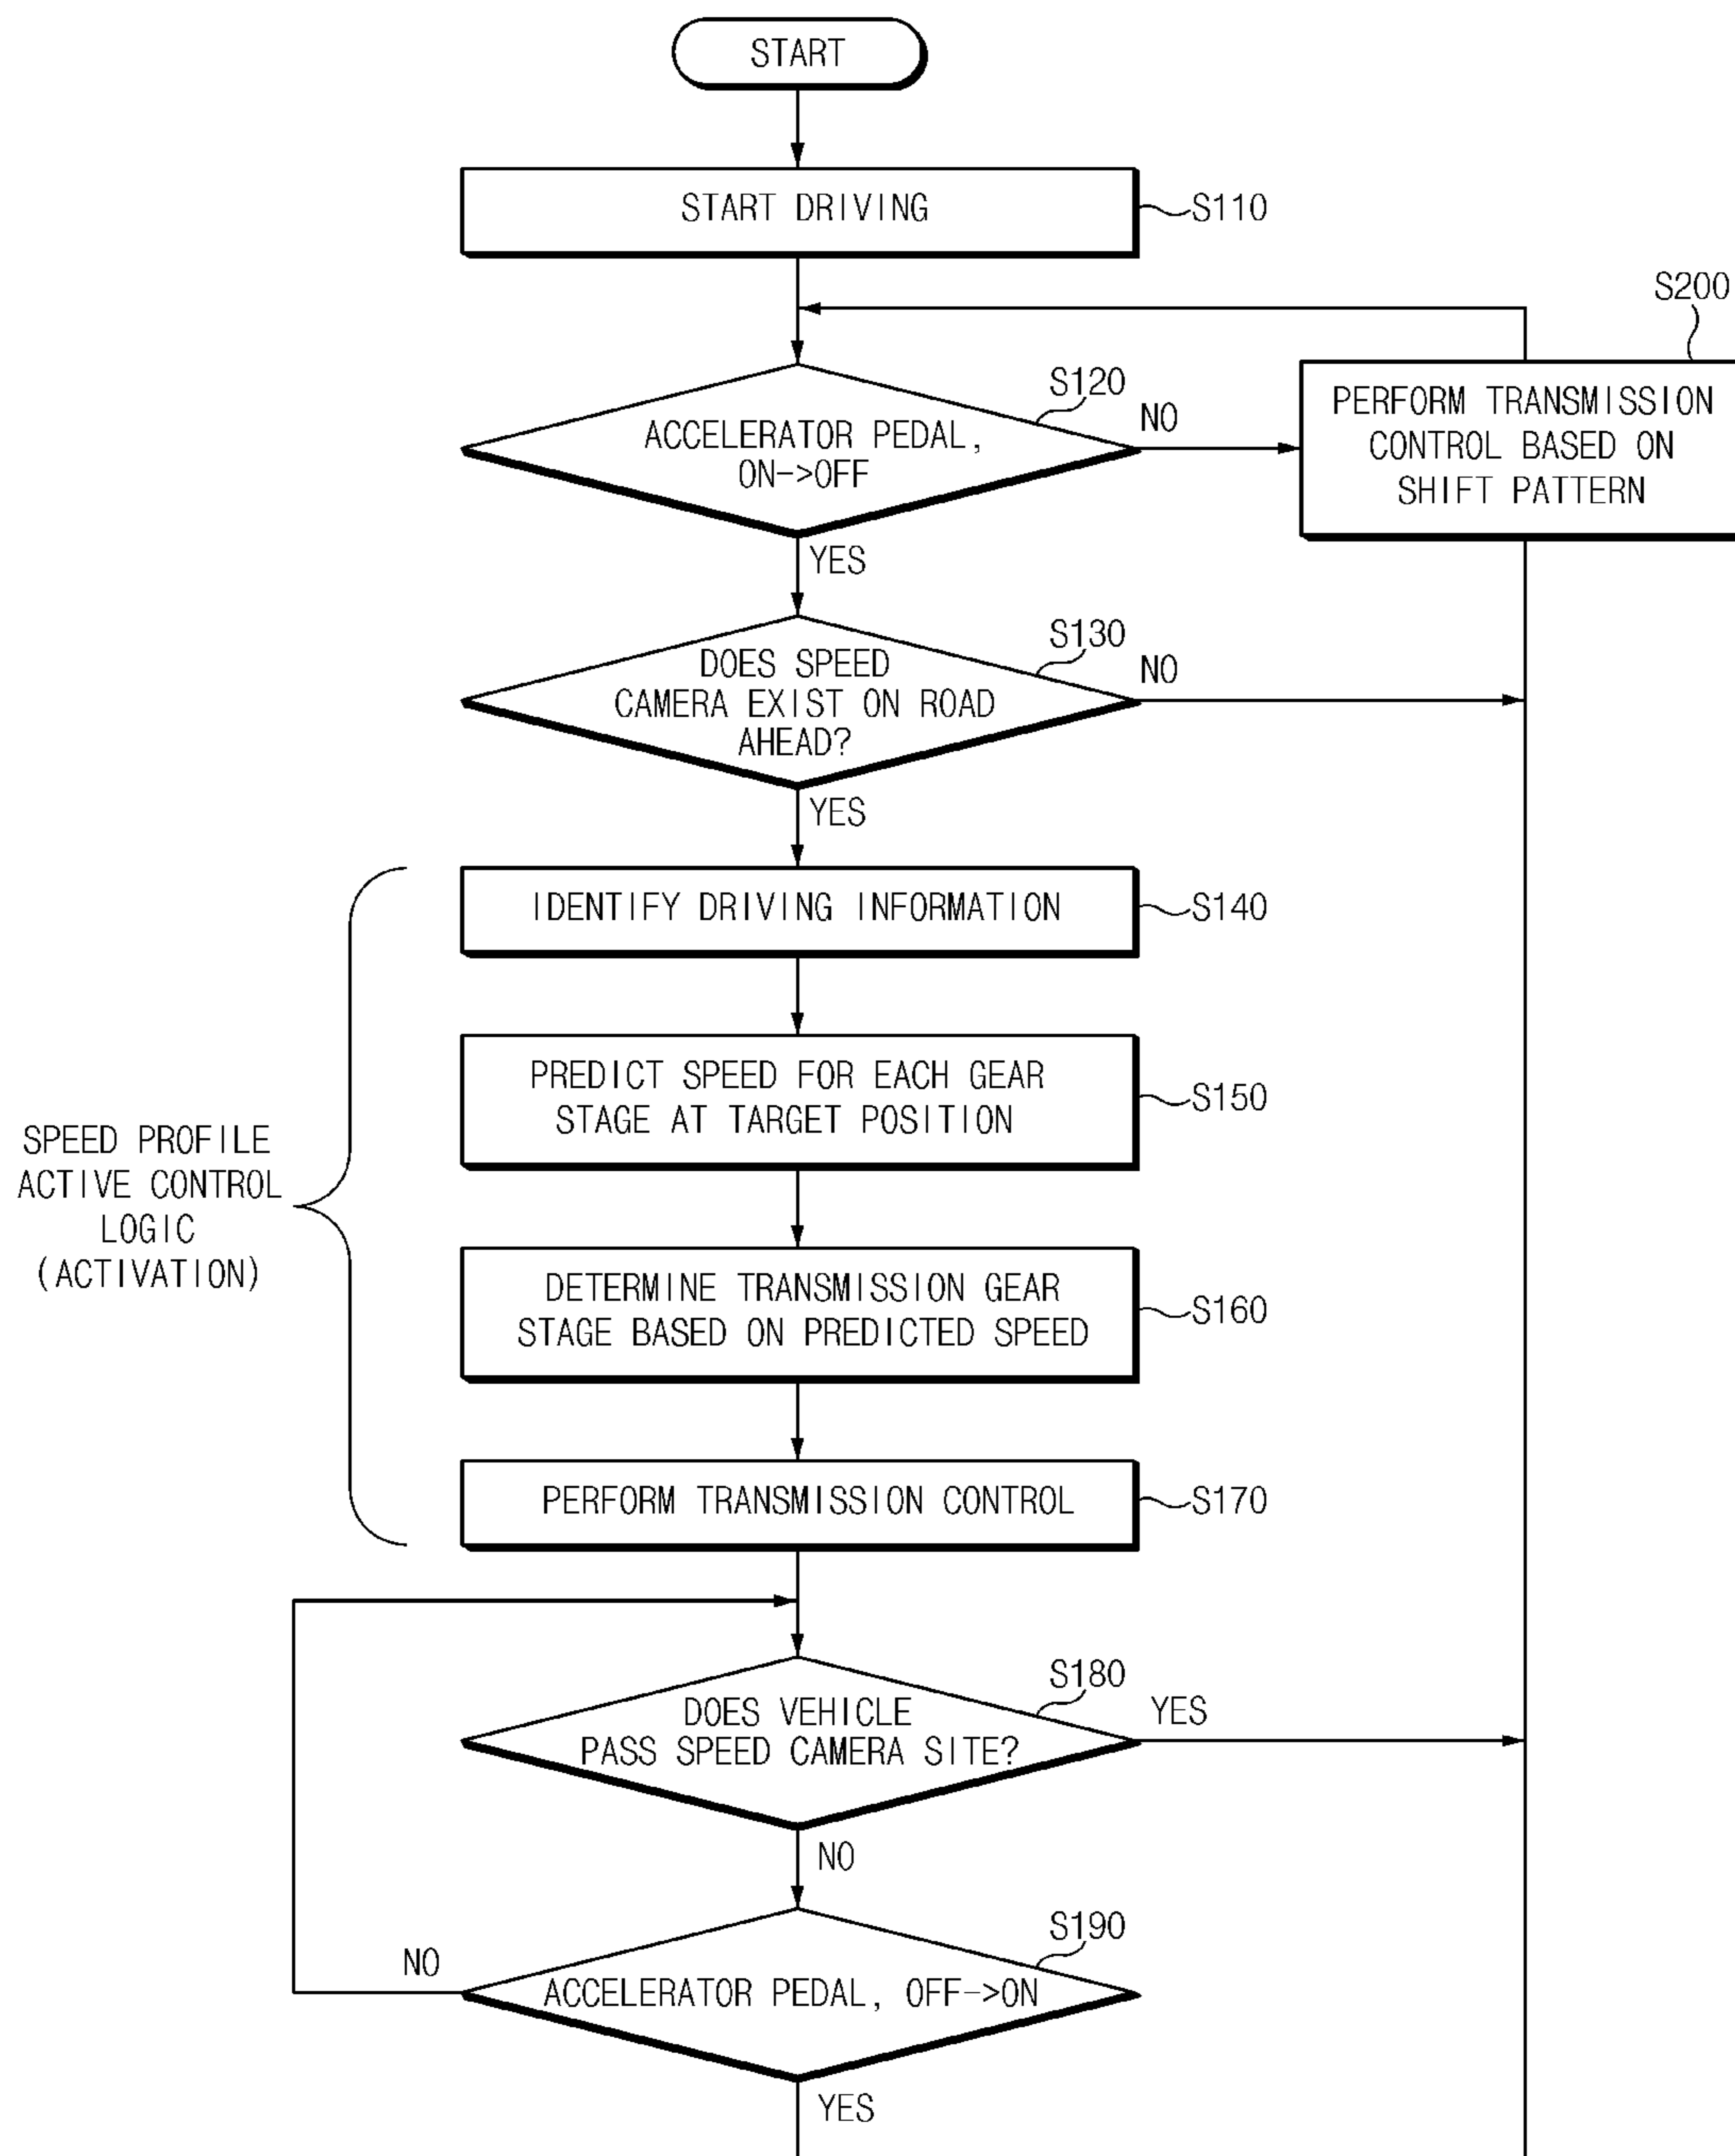 START
START DRIVING
S110
S200
PERFORM TRANSMISSION
CONTROL BASED ON
SHIFT PATTERN
S120
ACCELERATOR PEDAL,
ON->OFF
NO
YES
S130
DOES SPEED
CAMERA EXIST ON ROAD
AHEAD?
NO
YES
IDENTIFY DRIVING INFORMATION
S140
PREDICT SPEED FOR EACH GEAR
STAGE AT TARGET POSITION
S150
SPEED PROFILE
ACTIVE CONTROL
LOGIC
(ACTIVATION)
DETERMINE TRANSMISSION GEAR
STAGE BASED ON PREDICTED SPEED
S160
PERFORM TRANSMISSION CONTROL
S170
S180
DOES VEHICLE
PASS SPEED CAMERA SITE?
YES
NO
S190
ACCELERATOR PEDAL, OFF->ON
NO
YES